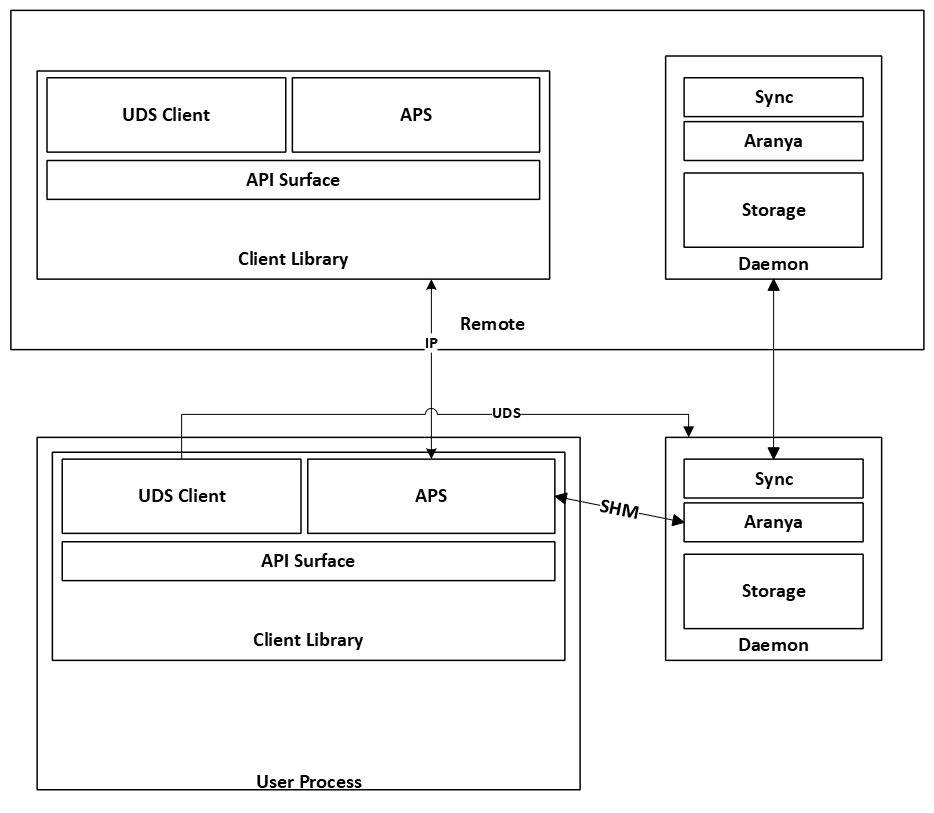 UDS Client
APS
API Surface
Client Library
Sync
Aranya
Storage
Daemon
Remote
IP
UDS
UDS Client
APS
API Surface
Client Library
User Process
SHM
Sync
Aranya
Storage
Daemon